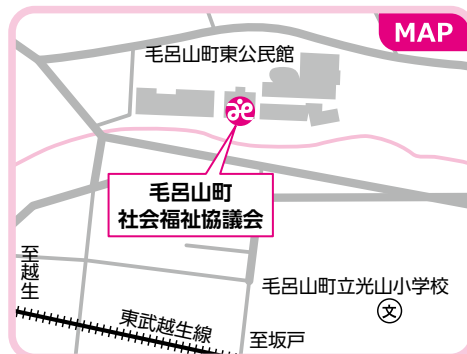 MAP
毛呂山町東公民館
毛呂山町
社会福祉協議会
至越生
毛呂山町立光山小学校
文
東武越生線
至坂戸